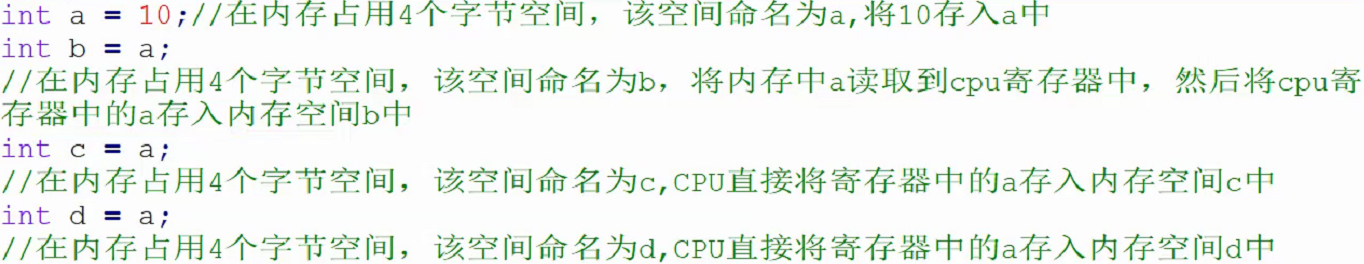 int a = 10;//在内存占用4个字节空间，该空间命名为a,将10存入a中
int b = a;
//在内存占用4个字节空间，该空间命名为b，将内存中a读取到cpu寄存器中，然后将cpu寄
存器中的a存入内存空间b中
int c = a;
//在内存占用4个字节空间，该空间命名为c,CPU直接将寄存器中的a存入内存空间c中
int d = a;
//在内存占用4个字节空间，该空间命名为d,CPU直接将寄存器中的a存入内存空间d中